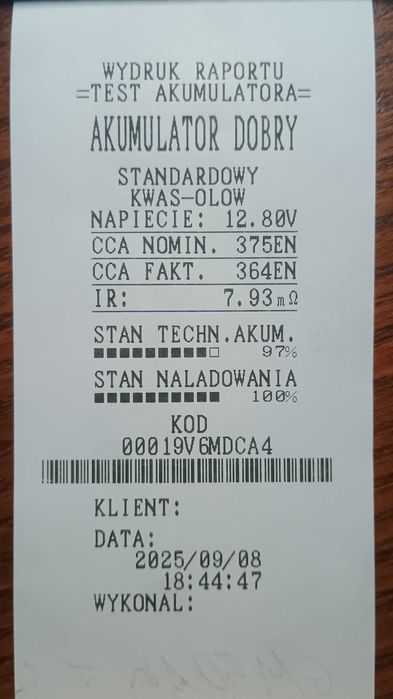 WYDRUK RAPORTU
=TEST AKUMULATORA=
AKUMULATOR DOBRY
STANDARDOWY
KWAS-OLOW
NAPIECIE: 12.80V
CCA NOMIN. 375EN
CCA FAKT. 364EN
IR: 7.93mΩ
STAN TECHN.AKUM.
97%
STAN NALADOWANIA
100%
KOD
00019V6MDCA4
KLIENT:
DATA:
2025/09/08
18:44:47
WYKONAL: